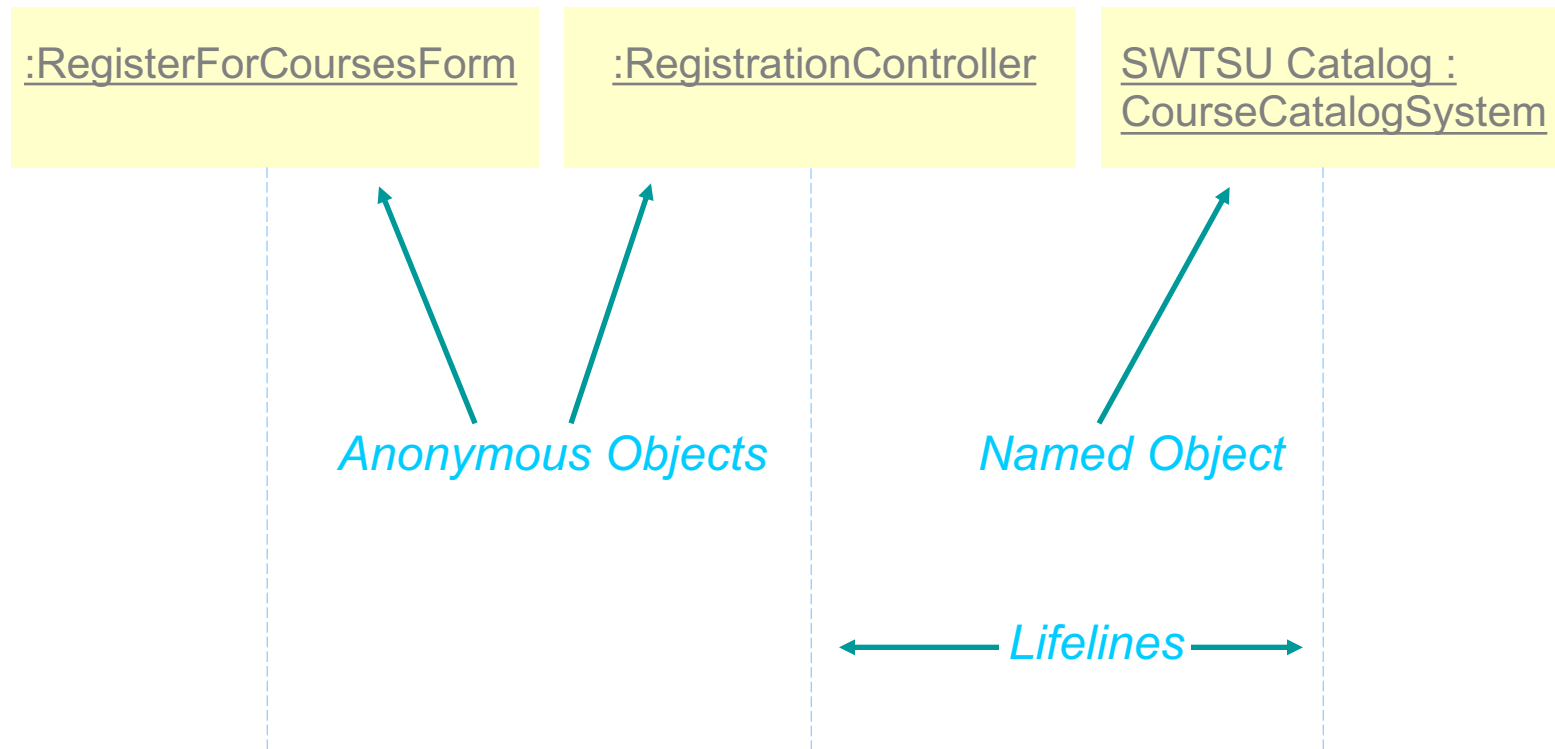 :RegisterForCoursesForm
:RegistrationController
SWTSU Catalog :
CourseCatalogSystem
Anonymous Objects
Named Object
Lifelines